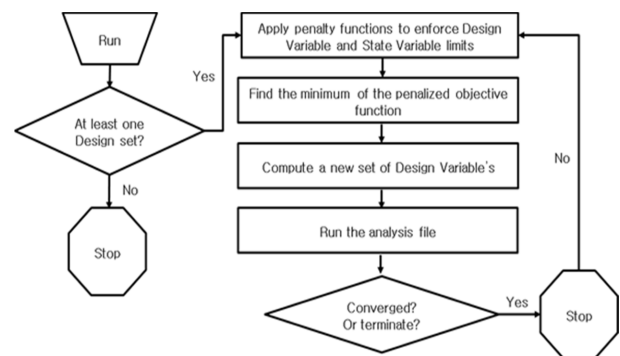 Run
At least one
Design set?
Yes
No
Stop
Apply penalty functions to enforce Design
Variable and State Variable limits
Find the minimum of the penalized objective
function
Compute a new set of Design Variable's
Run the analysis file
Converged?
Or terminate?
Yes
Stop
No